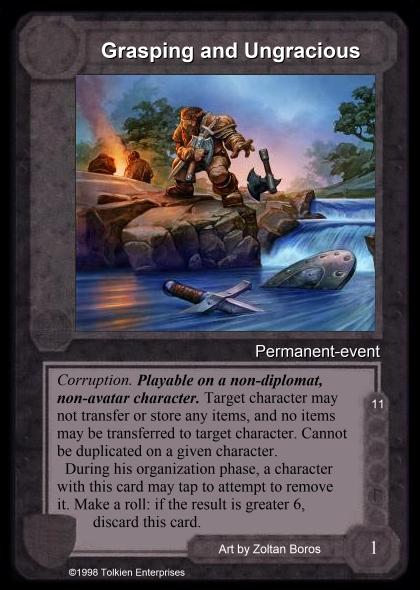 Grasping and Ungracious
Permanent-event
Corruption. Playable on a non-diplomat,
non-avatar character. Target character may
not transfer or store any items, and no items
may be transferred to target character. Cannot
be duplicated on a given character.
During his organization phase, a character
with this card may tap to attempt to remove
it. Make a roll: if the result is greater 6,
discard this card.
11
Art by Zoltan Boros
1
©1998 Tolkien Enterprises